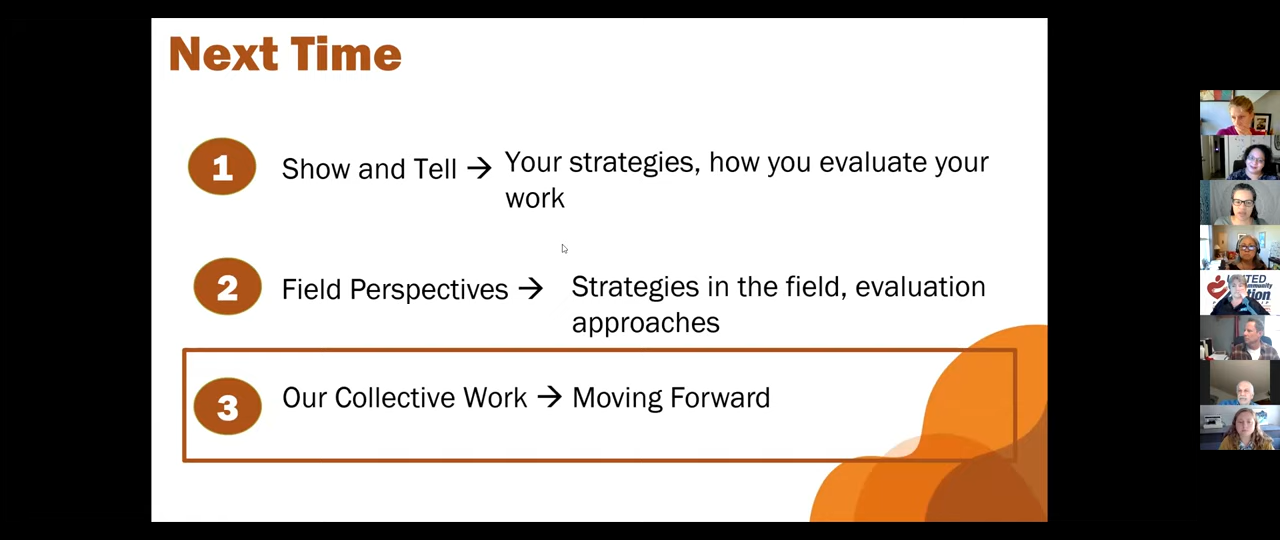 Next Time
1
Show and Tell → Your strategies, how you evaluate your
work
2
Field Perspectives → Strategies in the field, evaluation
approaches
3
Our Collective Work → Moving Forward